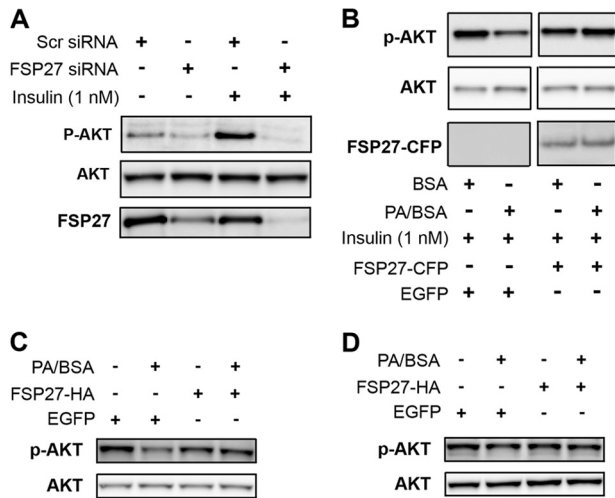 A
Scr siRNA + - + -
FSP27 siRNA - + - +
Insulin (1 nM) - - + +
P-AKT
AKT
FSP27
B
p-AKT
AKT
FSP27-CFP
BSA + - + -
PA/BSA - + - +
Insulin (1 nM) + + + +
FSP27-CFP - - + +
EGFP + + - -
C
PA/BSA - + - +
FSP27-HA - - + +
EGFP + + - -
p-AKT
AKT
D
PA/BSA - + - +
FSP27-HA - - + +
EGFP + + - -
p-AKT
AKT